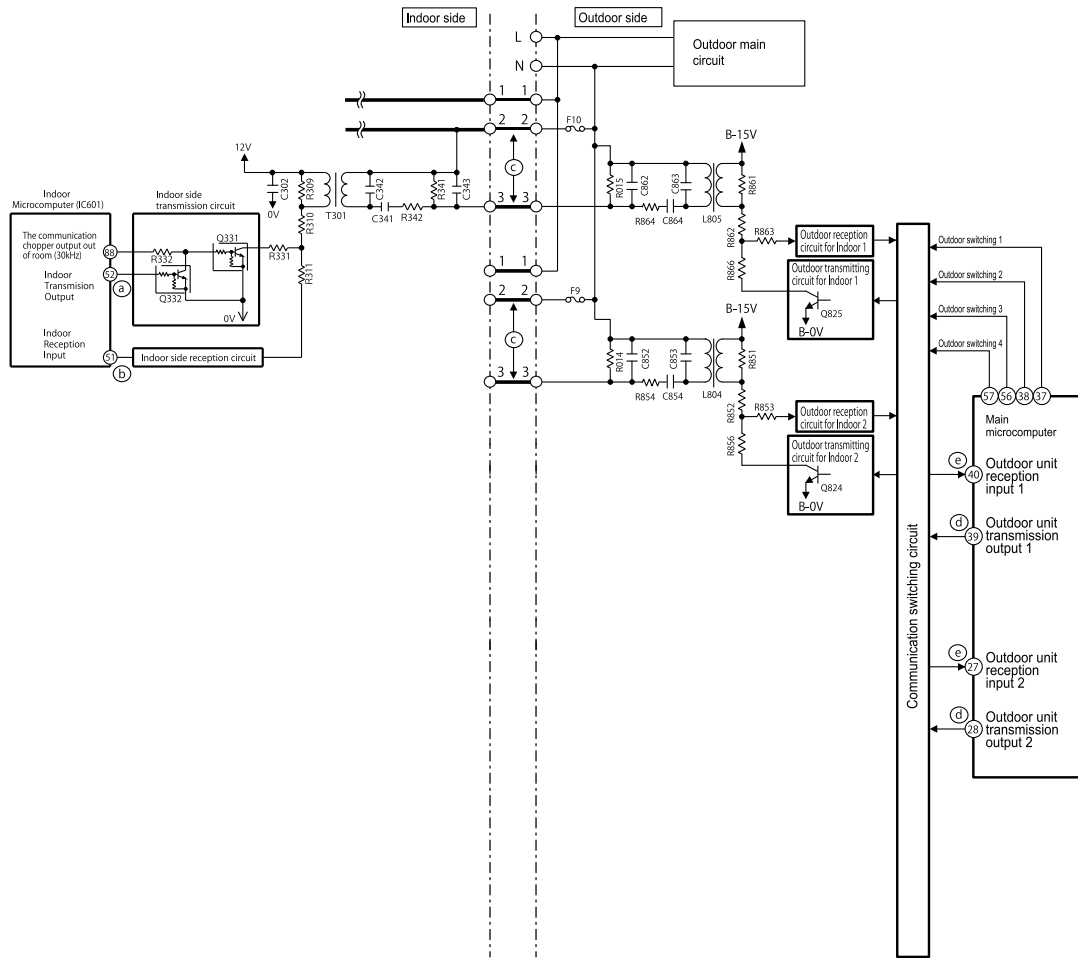 Indoor side
Outdoor side
L
N
Outdoor main
circuit
1 1
2 2
F10
c
3 3
12V
C302
0V
R309
R310
R311
T301
C342
C341
R342
R341
C343
Indoor
Microcomputer (IC601)
The communication
chopper output out
of room (30kHz)
88
52
a
Indoor
Transmision
Output
Indoor
Reception
Input
51
b
Indoor side
transmission circuit
Q331
R332
Q332
0V
R331
Indoor side reception circuit
B-15V
R015
C862
C863
R864
C864
L805
R861
R862
R863
R866
Outdoor reception
circuit for Indoor 1
Outdoor transmitting
circuit for Indoor 1
Q825
B-0V
1 1
2 2
F9
c
3 3
B-15V
R014
C852
C853
R854
C854
L804
R851
R852
R853
R856
Outdoor reception
circuit for Indoor 2
Outdoor transmitting
circuit for Indoor 2
Q824
B-0V
Communication switching circuit
Outdoor switching 1
Outdoor switching 2
Outdoor switching 3
Outdoor switching 4
57 56 38 37
Main
microcomputer
e
40
Outdoor unit
reception
input 1
d
39
Outdoor unit
transmission
output 1
e
27
Outdoor unit
reception
input 2
d
28
Outdoor unit
transmission
output 2